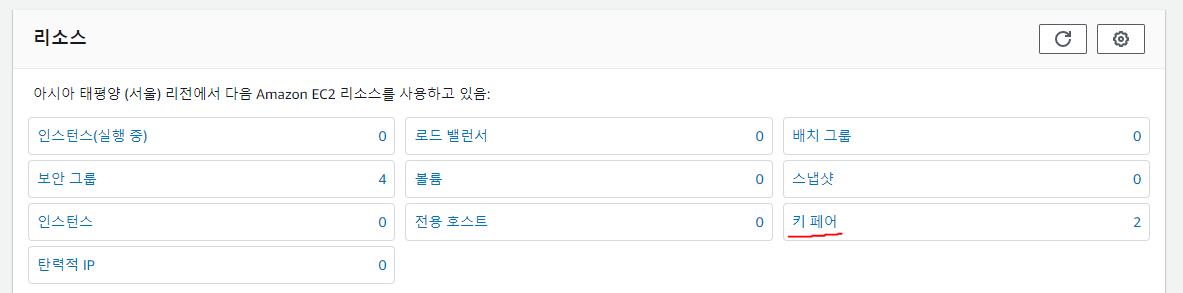 리소스
아시아 태평양 (서울) 리전에서 다음 Amazon EC2 리소스를 사용하고 있음:
인스턴스(실행 중) 0 로드 밸런서 0 배치 그룹 0
보안 그룹 4 볼륨 0 스냅샷 0
인스턴스 0 전용 호스트 0 키 페어 2
탄력적 IP 0